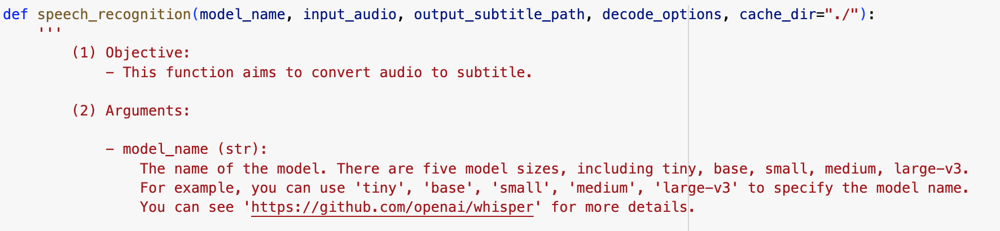 def speech_recognition(model_name, input_audio, output_subtitle_path, decode_options, cache_dir="./"):
'''
(1) Objective:
- This function aims to convert audio to subtitle.
(2) Arguments:
- model_name (str):
The name of the model. There are five model sizes, including tiny, base, small, medium, large-v3.
For example, you can use 'tiny', 'base', 'small', 'medium', 'large-v3' to specify the model name.
You can see 'https://github.com/openai/whisper' for more details.